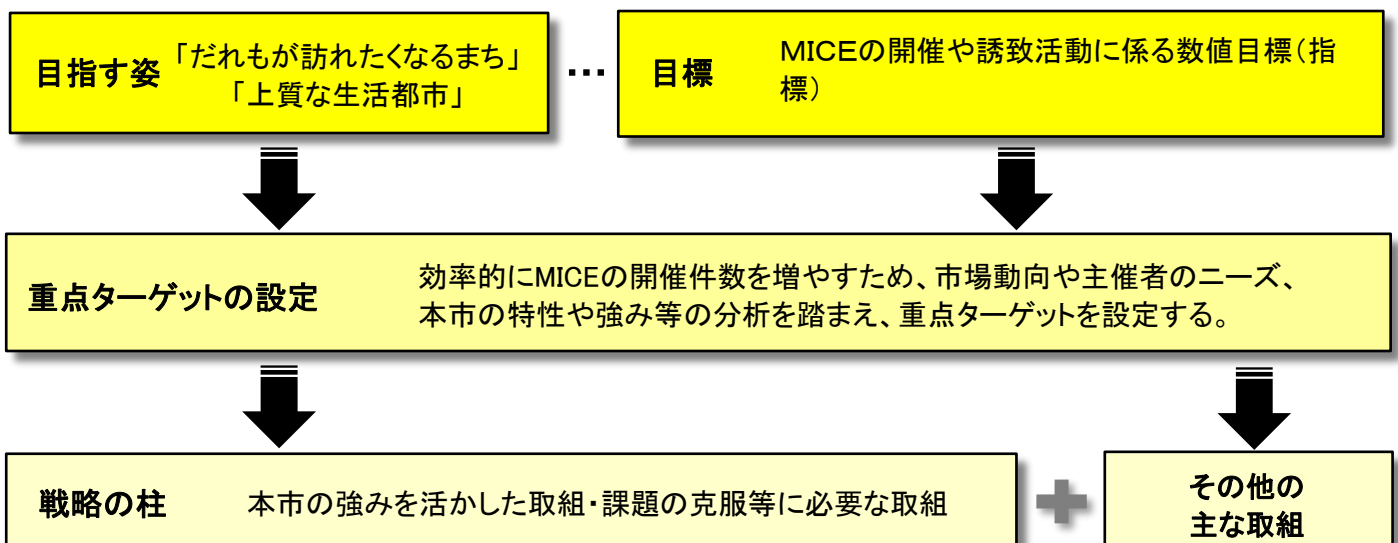 目指す姿
「だれもが訪れたくなるまち」
「上質な生活都市」
…
目標
MICEの開催や誘致活動に係る数値目標(指
標)
重点ターゲットの設定
効率的にMICEの開催件数を増やすため、市場動向や主催者のニーズ、
本市の特性や強み等の分析を踏まえ、重点ターゲットを設定する。
戦略の柱
本市の強みを活かした取組・課題の克服等に必要な取組
その他の
主な取組